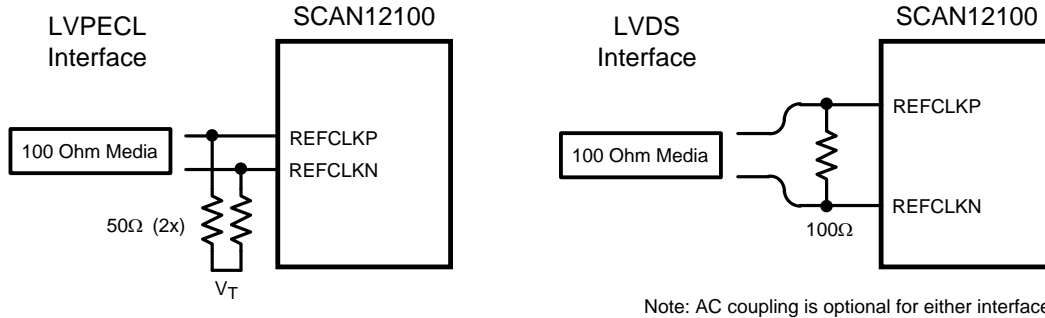 LVPECL
Interface
SCAN12100
100 Ohm Media
REFCLKP
REFCLKN
50Ω (2x)
VT
LVDS
Interface
SCAN12100
100 Ohm Media
REFCLKP
REFCLKN
100Ω
Note: AC coupling is optional for either interface